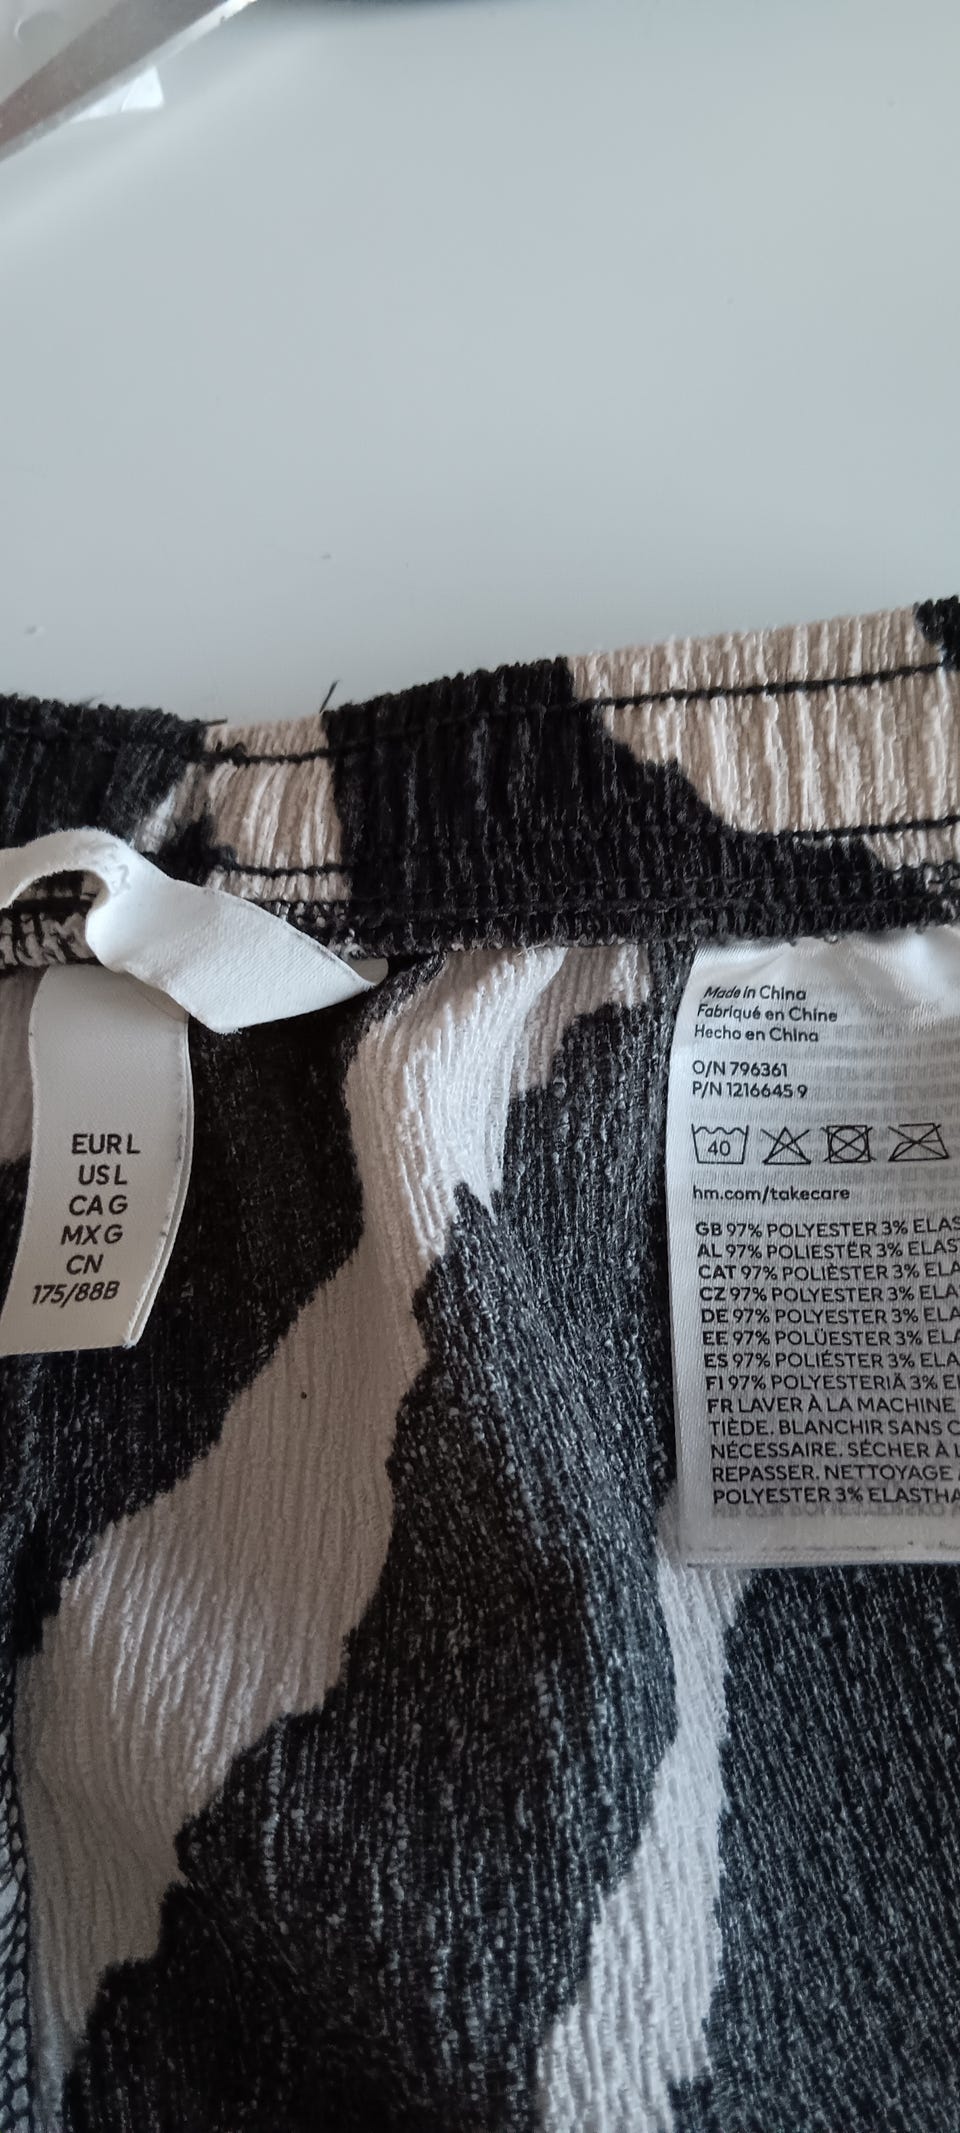 EUR L
US L
CA G
MX G
CN
175/88B
Made in China
Fabriqué en Chine
Hecho en China
O/N 796361
P/N 1216645 9
40
hm.com/takecare
GB 97% POLYESTER 3% ELAS
AL 97% POLIESTËR 3% ELAS
CAT 97% POLIÈSTER 3% ELA
CZ 97% POLYESTER 3% ELA
DE 97% POLYESTER 3% ELA
EE 97% POLÜESTER 3% ELA
ES 97% POLIÉSTER 3% ELA
FI 97% POLYESTERIÄ 3% E
FR LAVER À LA MACHINE
TIÈDE. BLANCHIR SANS C
NÉCESSAIRE. SÉCHER À L
REPASSER. NETTOYAGE
POLYESTER 3% ELASTHA